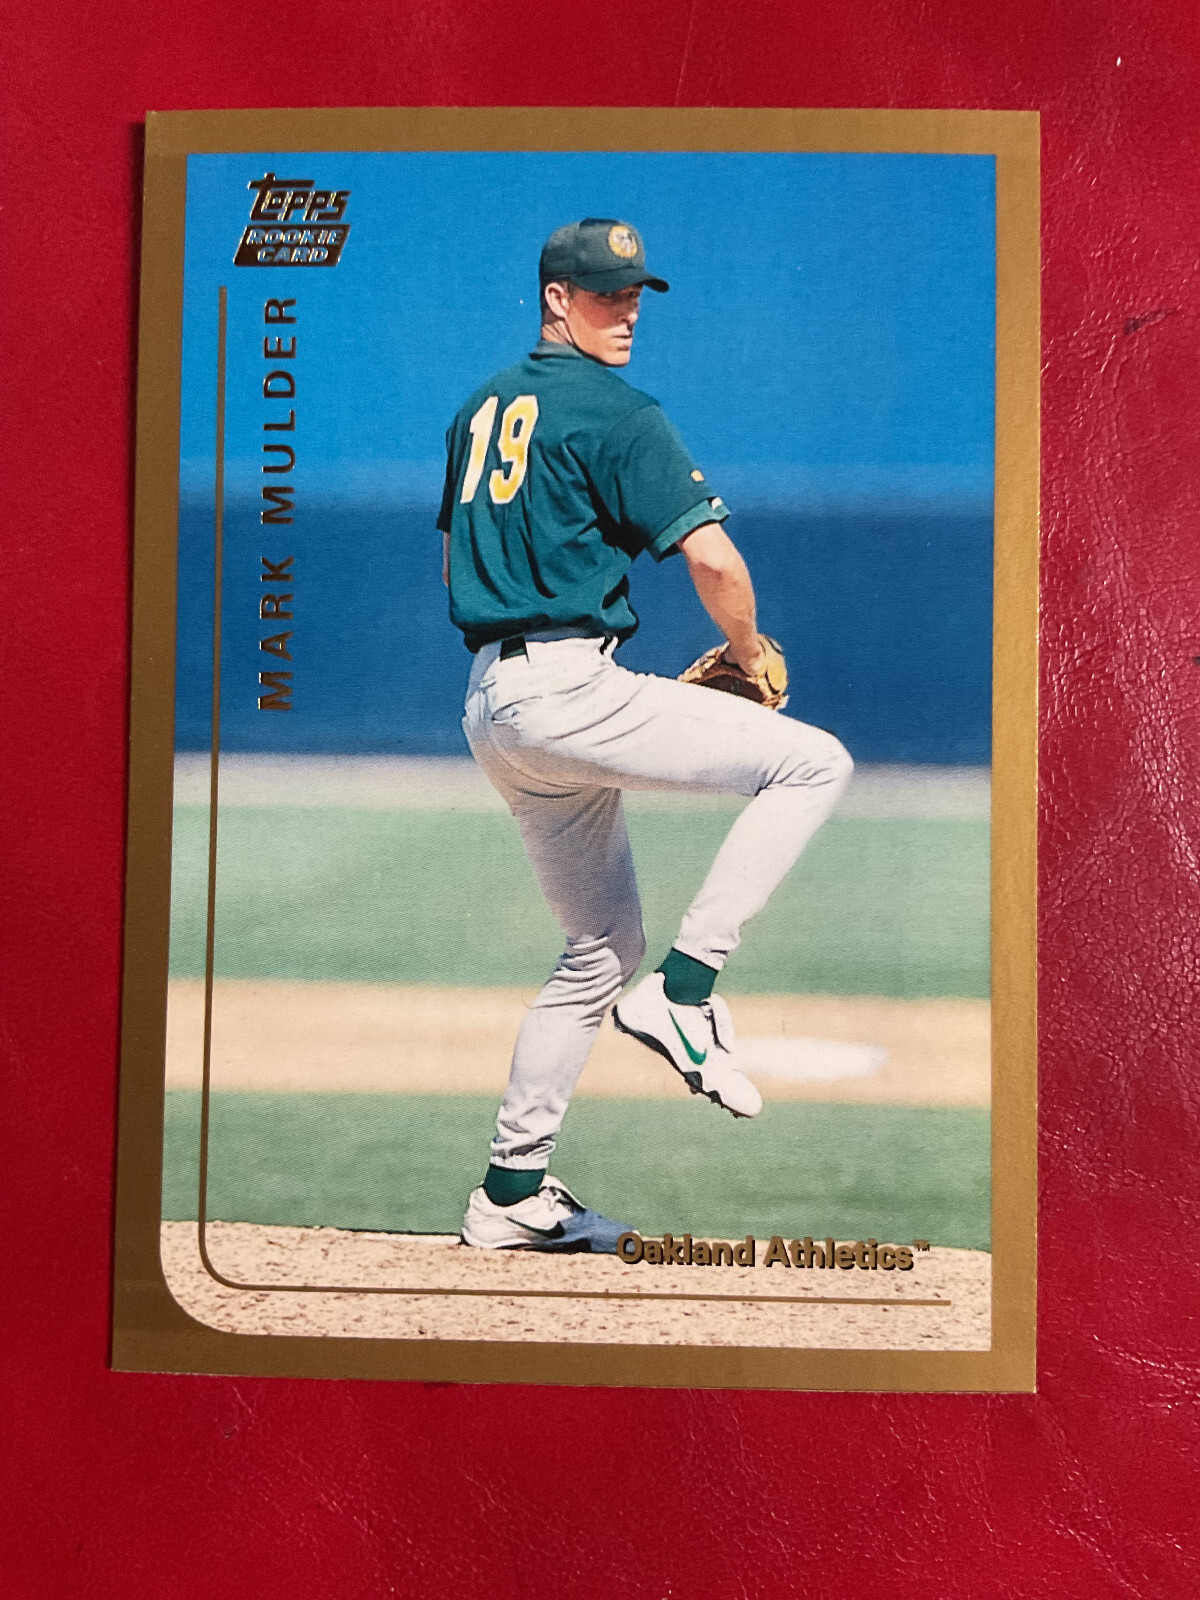 TOPPS
ROOKIE
CARD
MARK MULDER
19
Oakland Athletics™